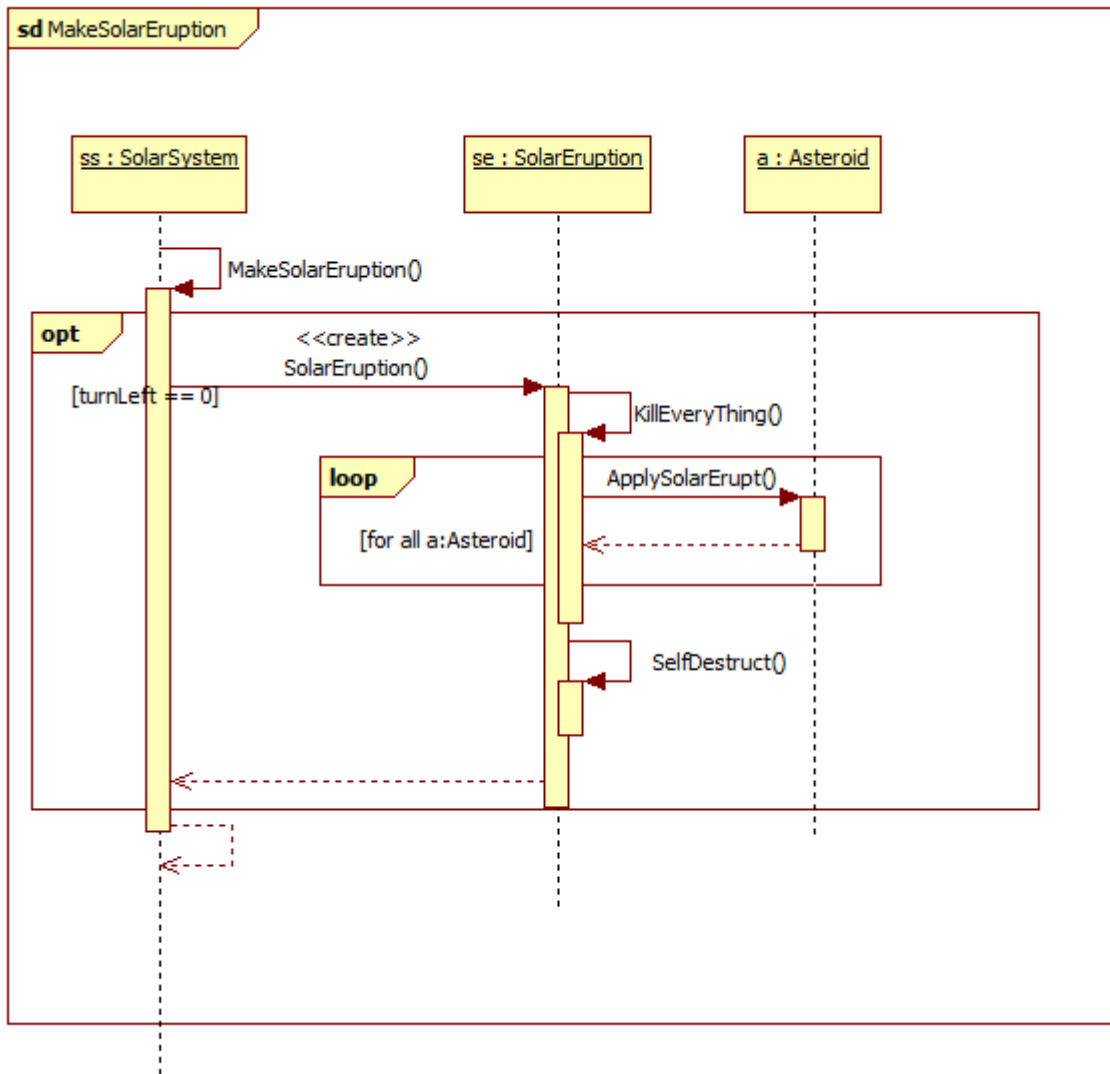 sd MakeSolarEruption
ss : SolarSystem
se : SolarEruption
a : Asteroid
MakeSolarEruption()
opt
<<create>>
SolarEruption()
[turnLeft == 0]
KillEveryThing()
loop
ApplySolarErupt()
[for all a:Asteroid]
SelfDestruct()